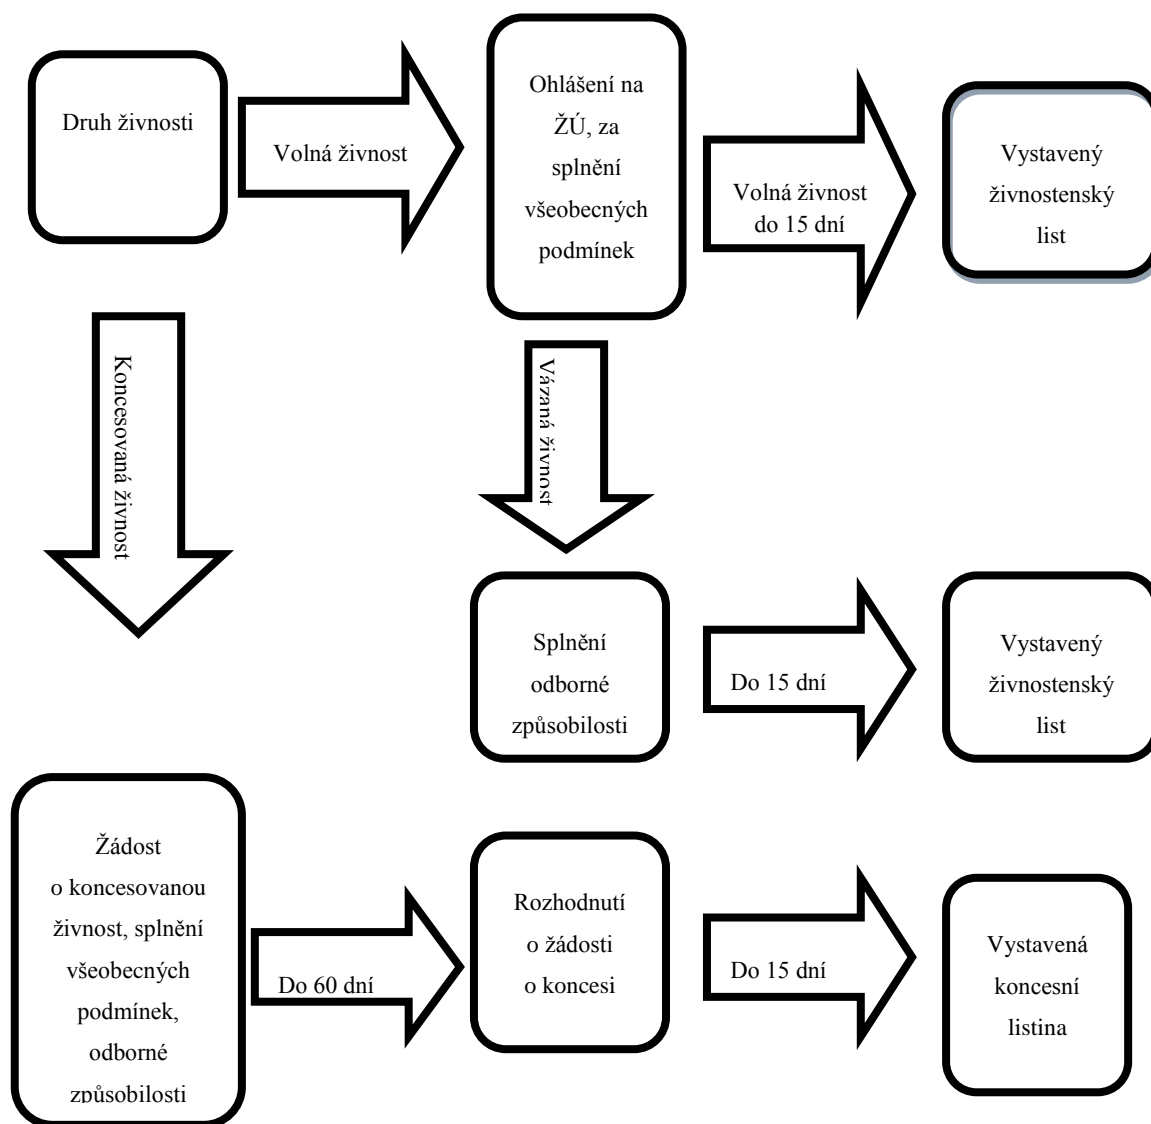 Druh živnosti
Volná živnost
Ohlášení na
ŽÚ, za
splnění
všeobecných
podmínek
Volná živnost
do 15 dní
Vystavený
živnostenský
list
Koncesovaná živnost
Vázaná živnost
Splnění
odborné
způsobilosti
Do 15 dní
Vystavený
živnostenský
list
Žádost
o koncesovanou
živnost, splnění
všeobecných
podmínek,
odborné
způsobilosti
Do 60 dní
Rozhodnutí
o žádosti
o koncesi
Do 15 dní
Vystavená
koncesní
listina